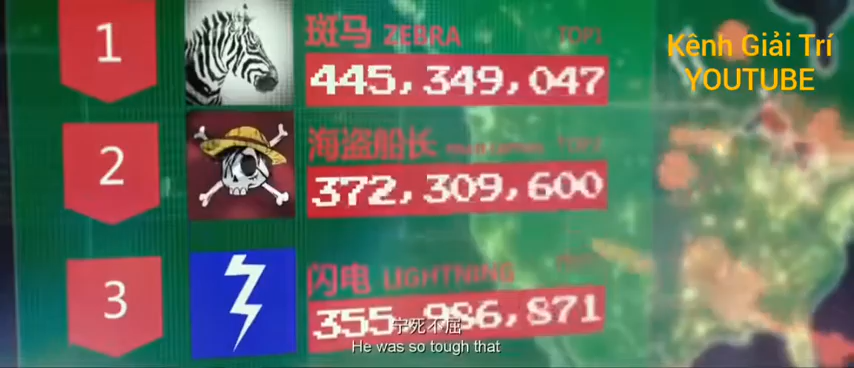 1
斑马 ZEBRA TOP1
445,349,047
Kênh Giải Trí
YOUTUBE
2
海盗船长
372,309,600
3
闪电 LIGHTNING
355,986,871
宁死不屈
He was so tough that